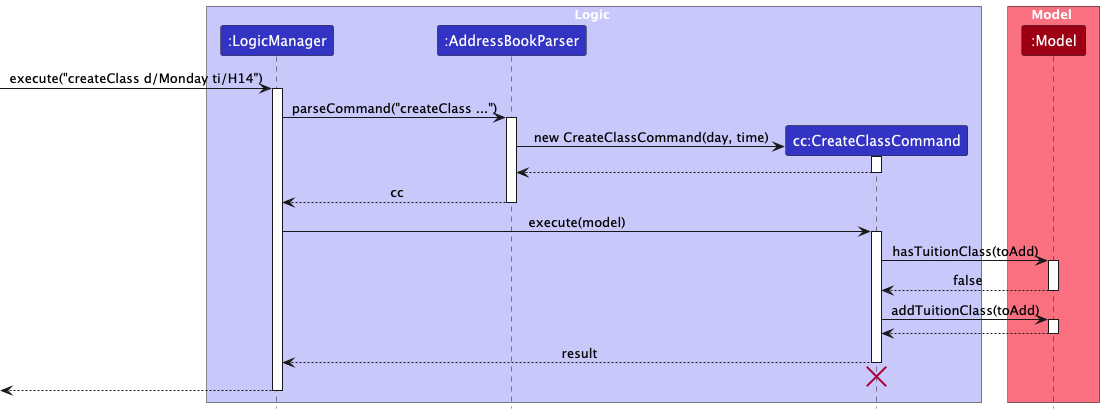 Logic
Model
:LogicManager
:AddressBookParser
:Model
execute("createClass d/Monday ti/H14")
parseCommand("createClass ...")
new CreateClassCommand(day, time)
cc:CreateClassCommand
cc
execute(model)
hasTuitionClass(toAdd)
false
addTuitionClass(toAdd)
result